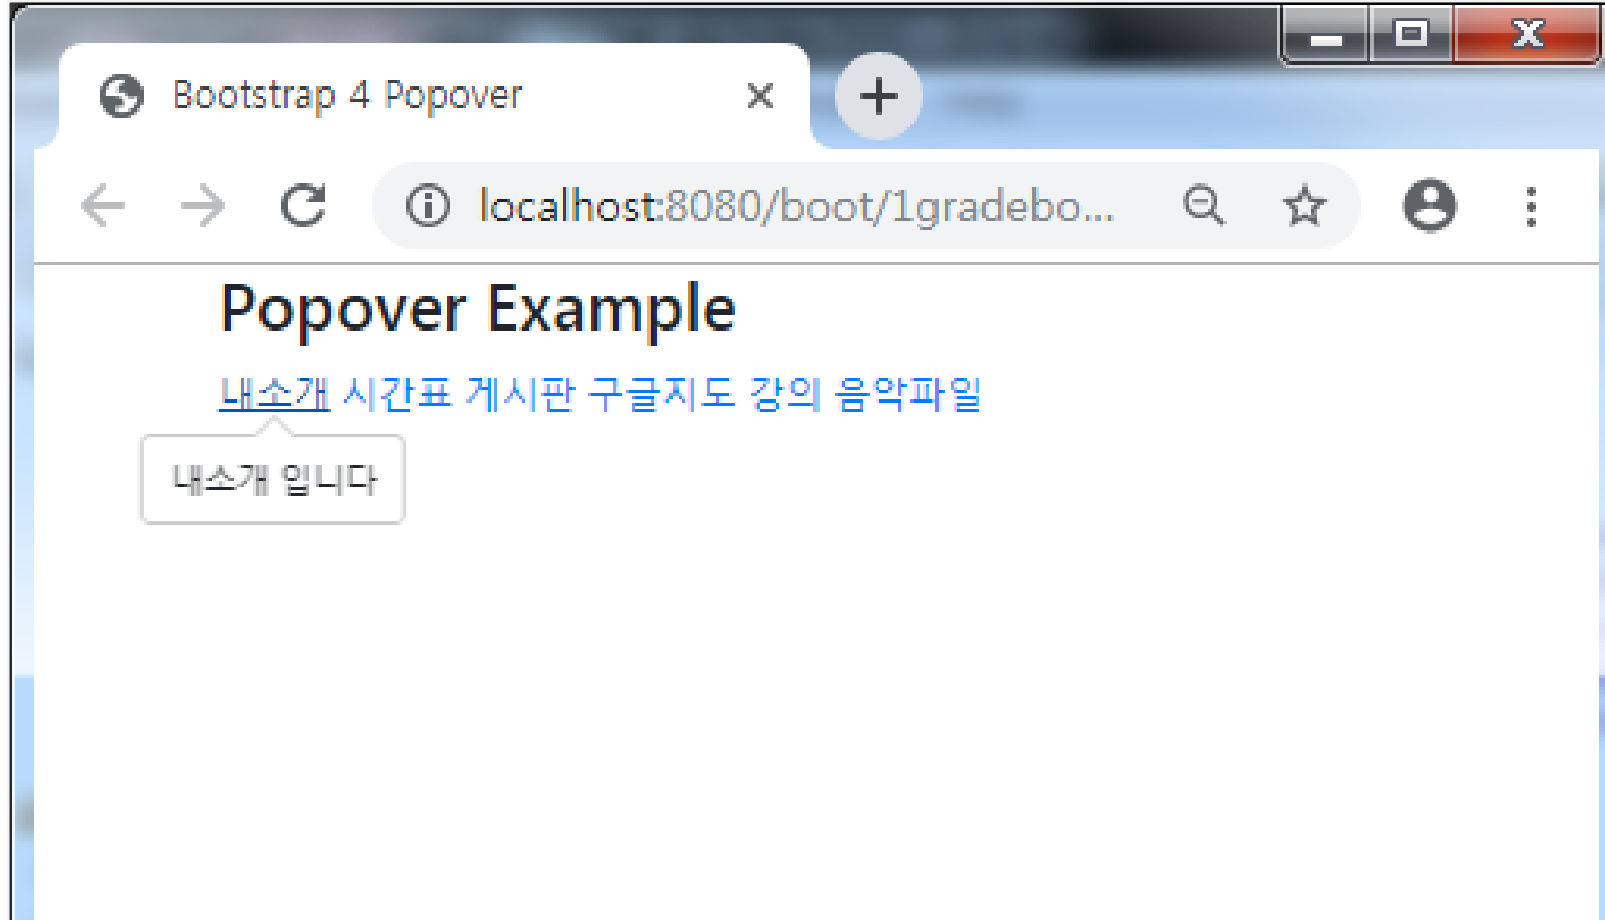 Bootstrap 4 Popover
localhost:8080/boot/1gradebo...
Popover Example
내소개 시간표 게시판 구글지도 강의 음악파일
내소개 입니다